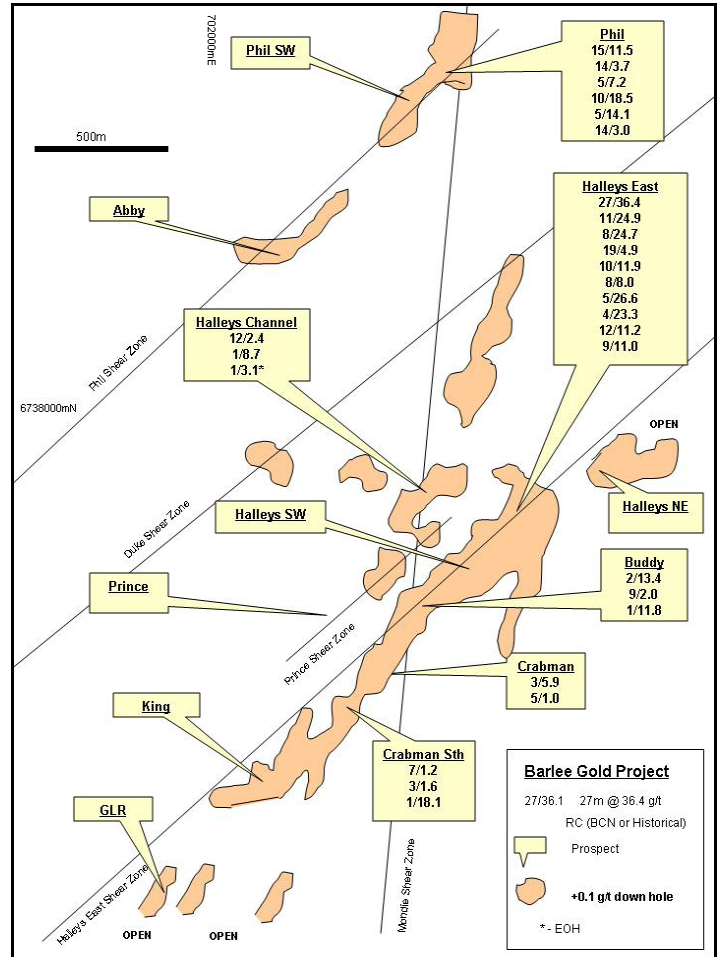 702000mE
Phil SW
Phil
15/11.5
14/3.7
5/7.2
10/18.5
5/14.1
14/3.0
500m
Abby
Halleys East
27/36.4
11/24.9
8/24.7
19/4.9
10/11.9
8/8.0
5/26.6
4/23.3
12/11.2
9/11.0
Halleys Channel
12/2.4
1/8.7
1/3.1*
Phil Shear Zone
6738000mN
OPEN
Halleys NE
Halleys SW
Duke Shear Zone
Prince
Buddy
2/13.4
9/2.0
1/11.8
Prince Shear Zone
Crabman
3/5.9
5/1.0
King
Crabman Sth
7/1.2
3/1.6
1/18.1
GLR
Halleys East Shear Zone
Mondie Shear Zone
OPEN
OPEN
Barlee Gold Project
27/36.1 27m @ 36.4 g/t
RC (BCN or Historical)
Prospect
+0.1 g/t down hole
* - EOH